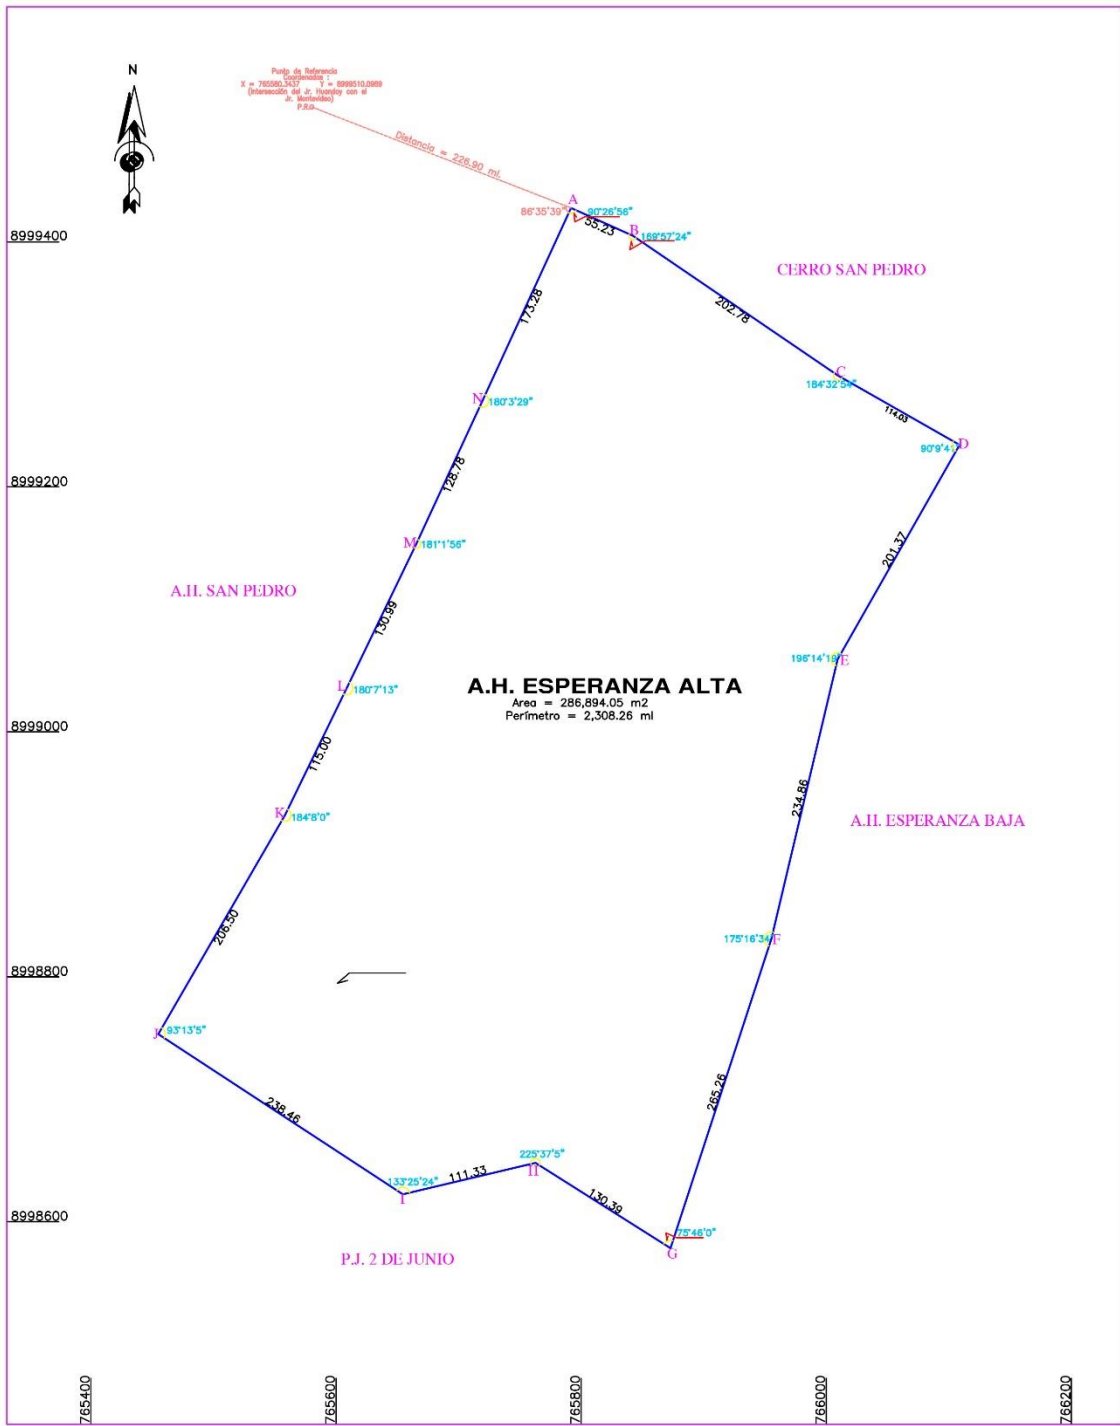 N
Punto de Referencia
Coordenadas :
X = 765580.3437 Y = 8999510.0989
(Intersección del Jr. Huandoy con el
Jr. Montevideo)
P.R.G
Distancia = 226.90 ml.
A
86°35'39"
90°26'56"
55.23
B
169°57'24"
8999400
CERRO SAN PEDRO
173.28
202.78
C
184°32'54"
114.03
N
180°3'29"
D
90°9'4"
128.78
8999200
M
181°1'56"
201.37
A.H. SAN PEDRO
130.99
E
196°14'19"
L
180°7'13"
A.H. ESPERANZA ALTA
Area = 286,894.05 m2
Perímetro = 2,308.26 ml
8999000
115.00
234.86
K
184°8'0"
A.H. ESPERANZA BAJA
206.50
175°16'34"
F
8998800
J
93°13'5"
265.26
238.46
225°37'5"
H
111.33
133°25'24"
I
130.39
8998600
75°46'0"
G
P.J. 2 DE JUNIO
765400
765600
765800
766000
766200